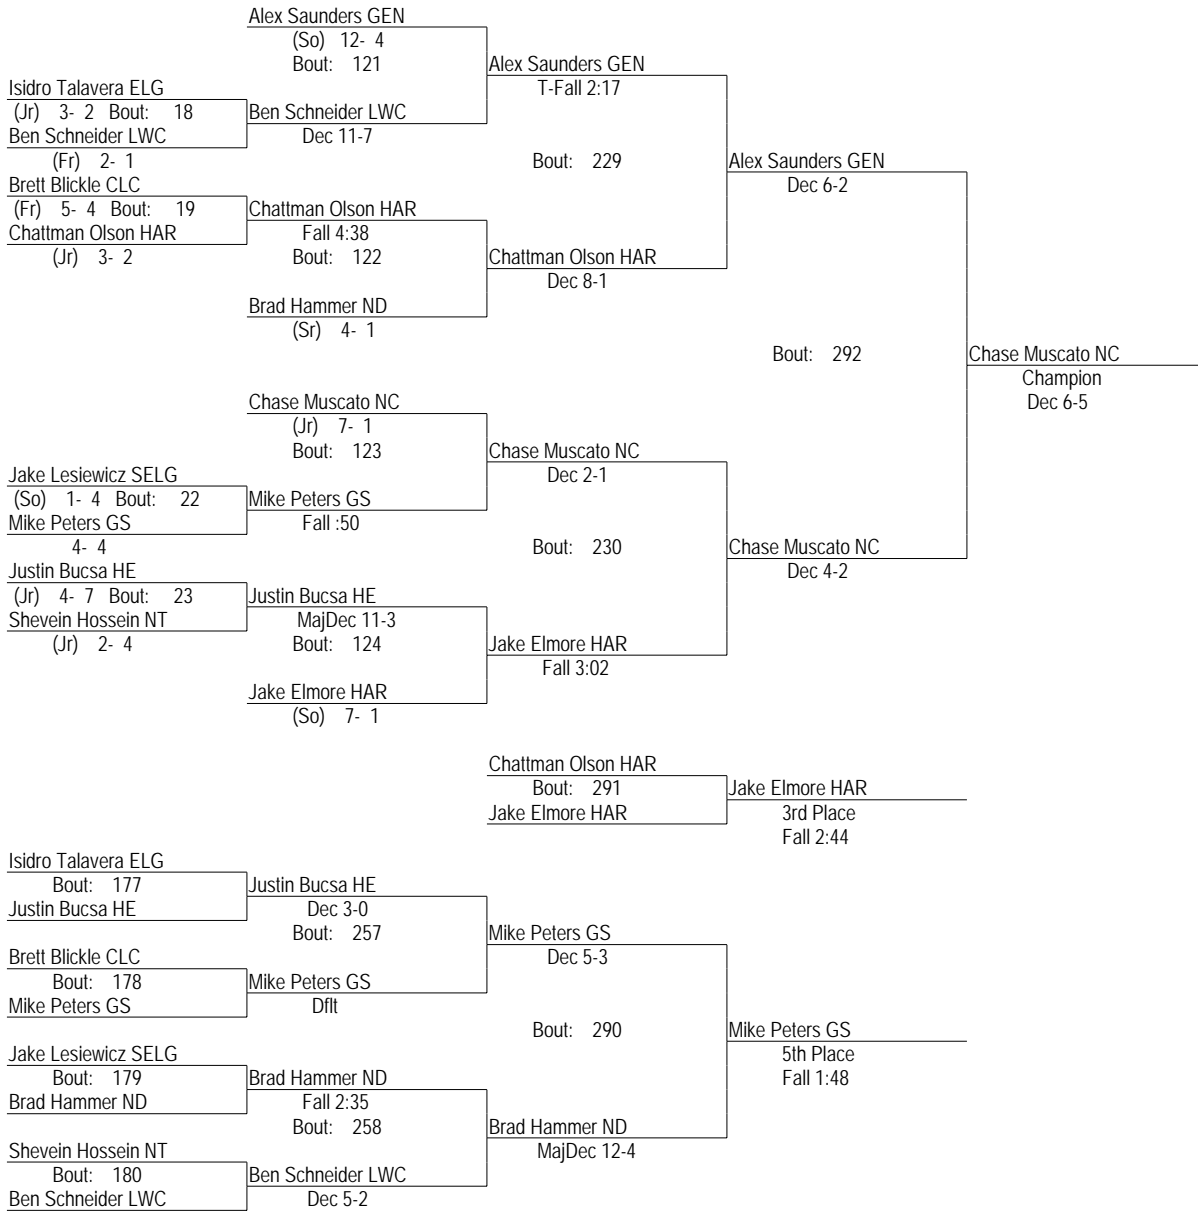 Alex Saunders GEN
(So) 12- 4
Bout: 121
Alex Saunders GEN
T-Fall 2:17
Isidro Talavera ELG
(Jr) 3- 2 Bout: 18
Ben Schneider LWC
Dec 11-7
Ben Schneider LWC
(Fr) 2- 1
Bout: 229
Alex Saunders GEN
Dec 6-2
Brett Blickle CLC
(Fr) 5- 4 Bout: 19
Chattman Olson HAR
Fall 4:38
Chattman Olson HAR
(Jr) 3- 2
Bout: 122
Chattman Olson HAR
Dec 8-1
Brad Hammer ND
(Sr) 4- 1
Bout: 292
Chase Muscato NC
Champion
Dec 6-5
Chase Muscato NC
(Jr) 7- 1
Bout: 123
Chase Muscato NC
Dec 2-1
Jake Lesiewicz SELG
(So) 1- 4 Bout: 22
Mike Peters GS
Fall :50
Mike Peters GS
4- 4
Bout: 230
Chase Muscato NC
Dec 4-2
Justin Bucsa HE
(Jr) 4- 7 Bout: 23
Justin Bucsa HE
MajDec 11-3
Shevein Hossein NT
(Jr) 2- 4
Bout: 124
Jake Elmore HAR
Fall 3:02
Jake Elmore HAR
(So) 7- 1
Chattman Olson HAR
Bout: 291
Jake Elmore HAR
Jake Elmore HAR
3rd Place
Fall 2:44
Isidro Talavera ELG
Bout: 177
Justin Bucsa HE
Justin Bucsa HE
Dec 3-0
Bout: 257
Mike Peters GS
Dec 5-3
Brett Blickle CLC
Bout: 178
Mike Peters GS
Mike Peters GS
Dflt
Bout: 290
Mike Peters GS
5th Place
Fall 1:48
Jake Lesiewicz SELG
Bout: 179
Brad Hammer ND
Brad Hammer ND
Fall 2:35
Bout: 258
Brad Hammer ND
MajDec 12-4
Shevein Hossein NT
Bout: 180
Ben Schneider LWC
Ben Schneider LWC
Dec 5-2